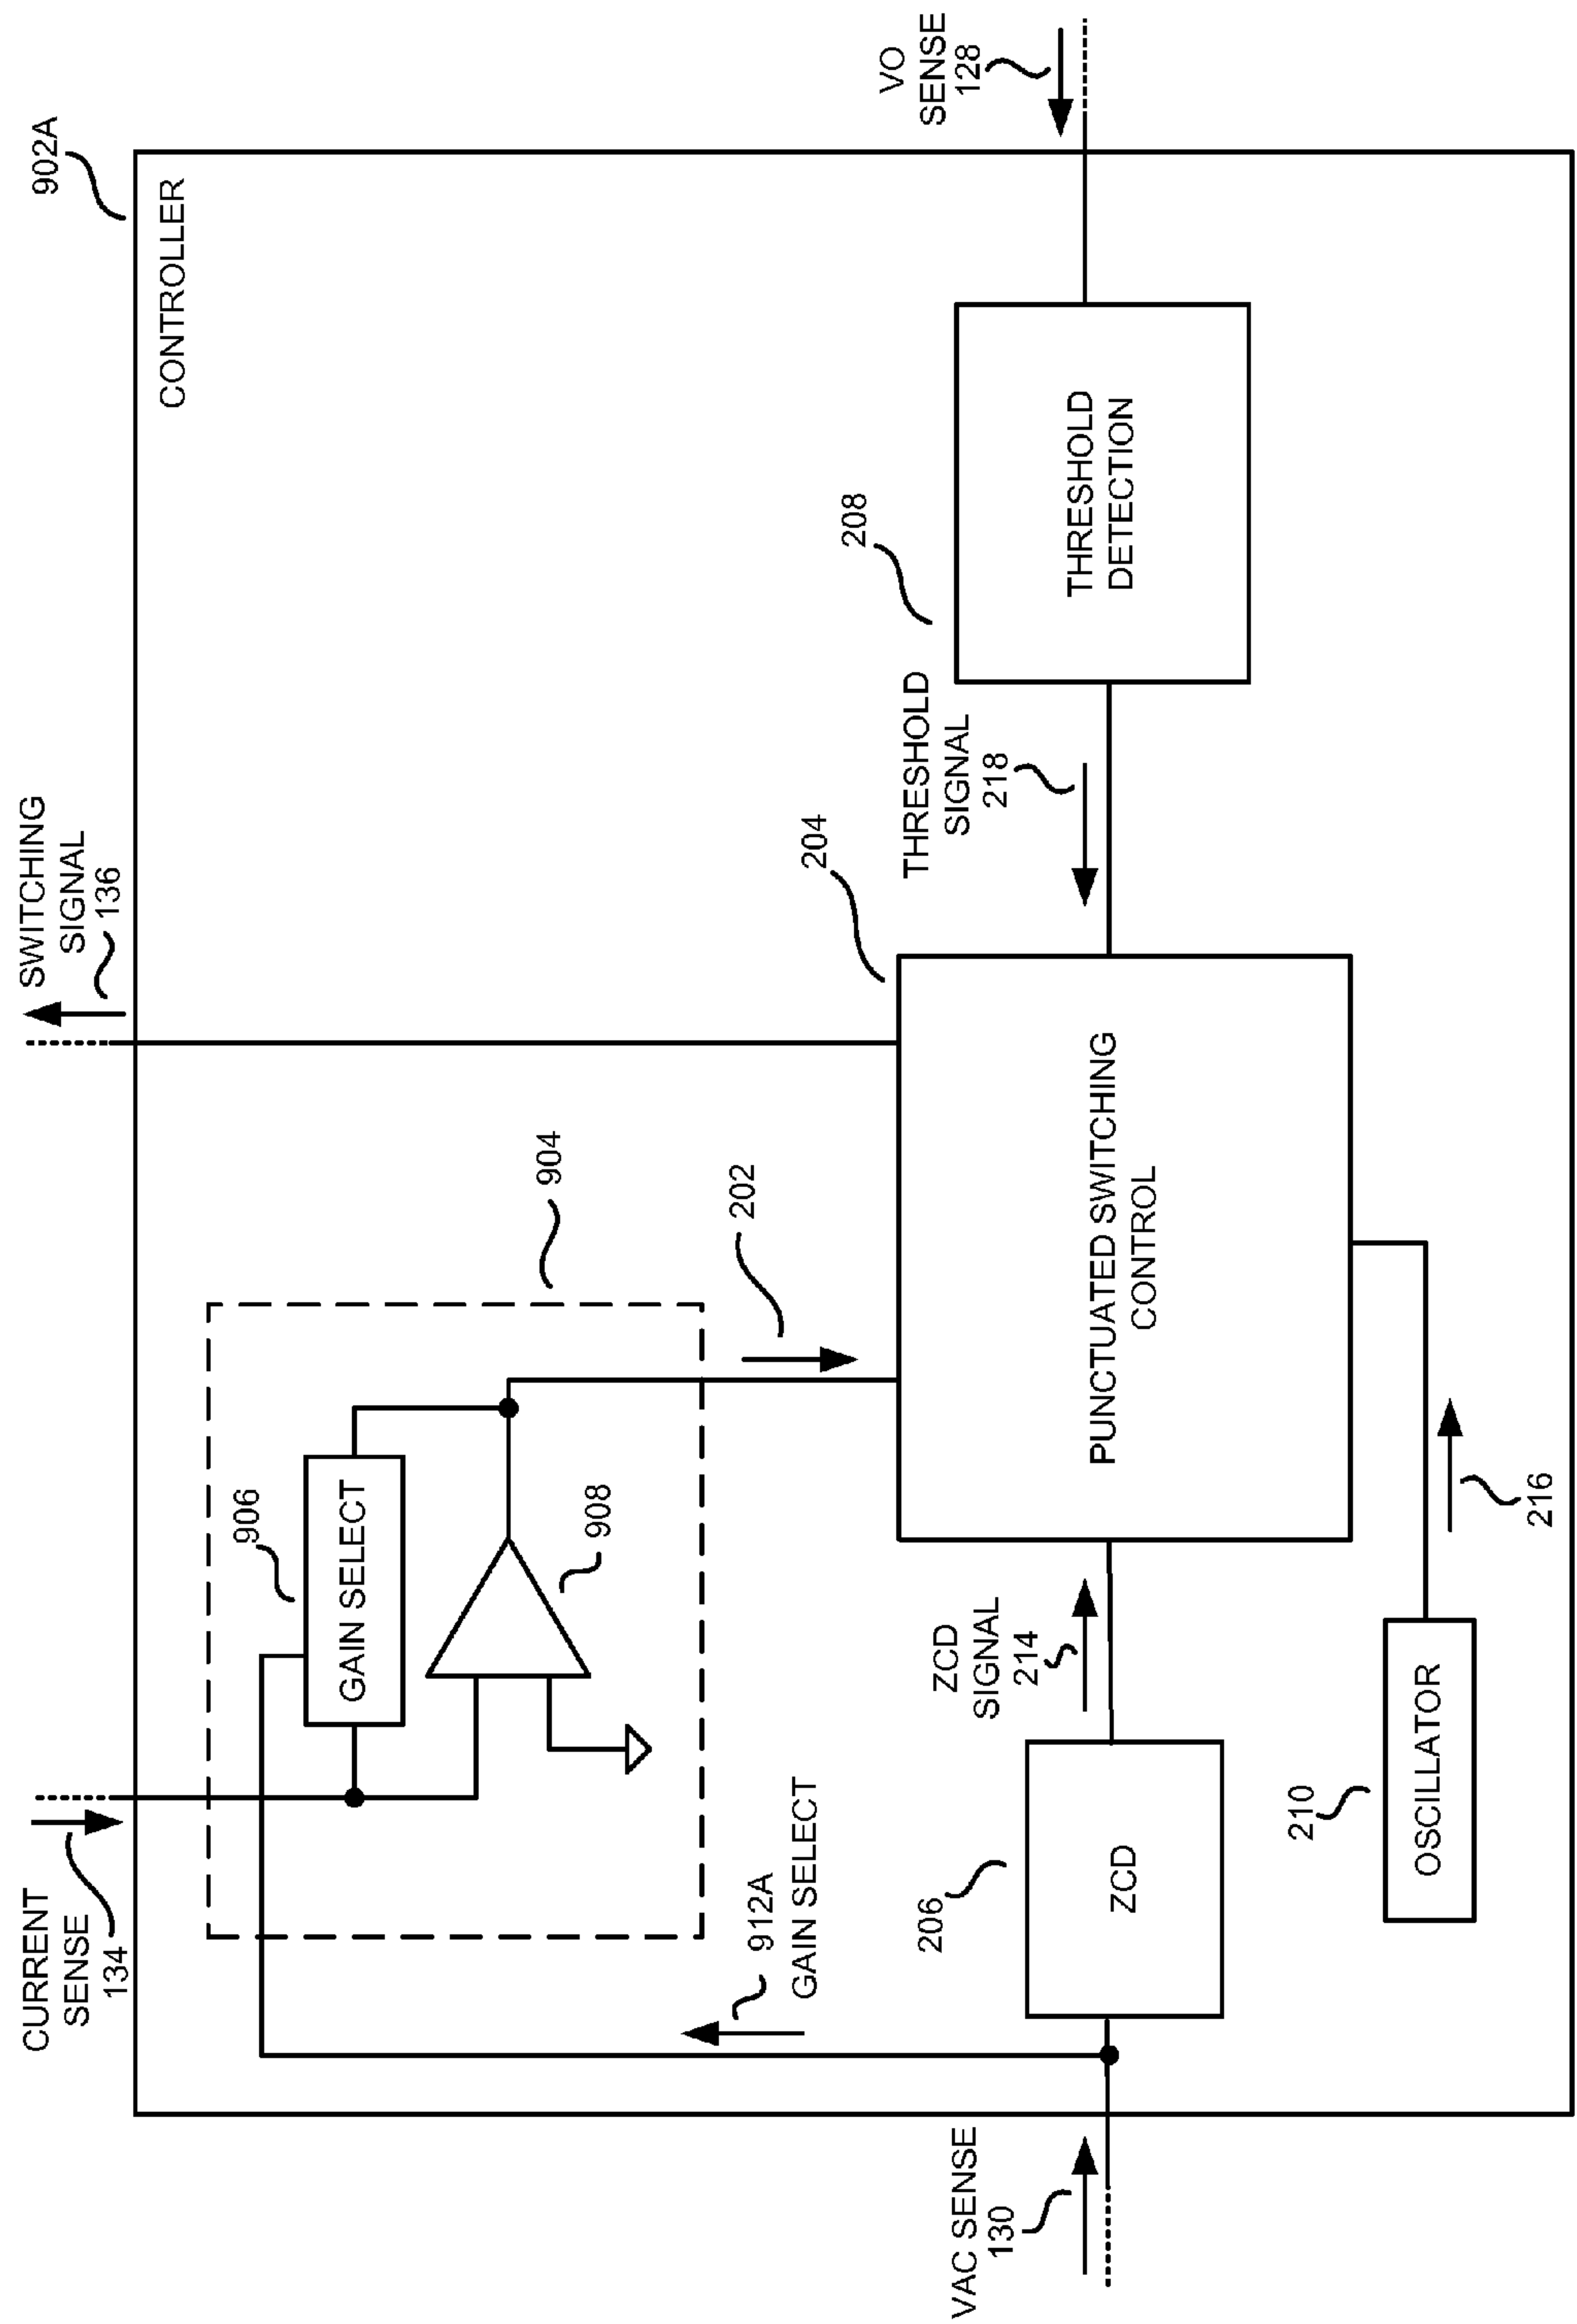 902A
CONTROLLER
CURRENT
SENSE
134
SWITCHING
SIGNAL
136
904
906
GAIN SELECT
908
202
912A
GAIN SELECT
VAC SENSE
130
206
ZCD
ZCD
SIGNAL
214
204
PUNCTUATED SWITCHING
CONTROL
THRESHOLD
SIGNAL
218
208
THRESHOLD
DETECTION
VO
SENSE
128
210
OSCILLATOR
216